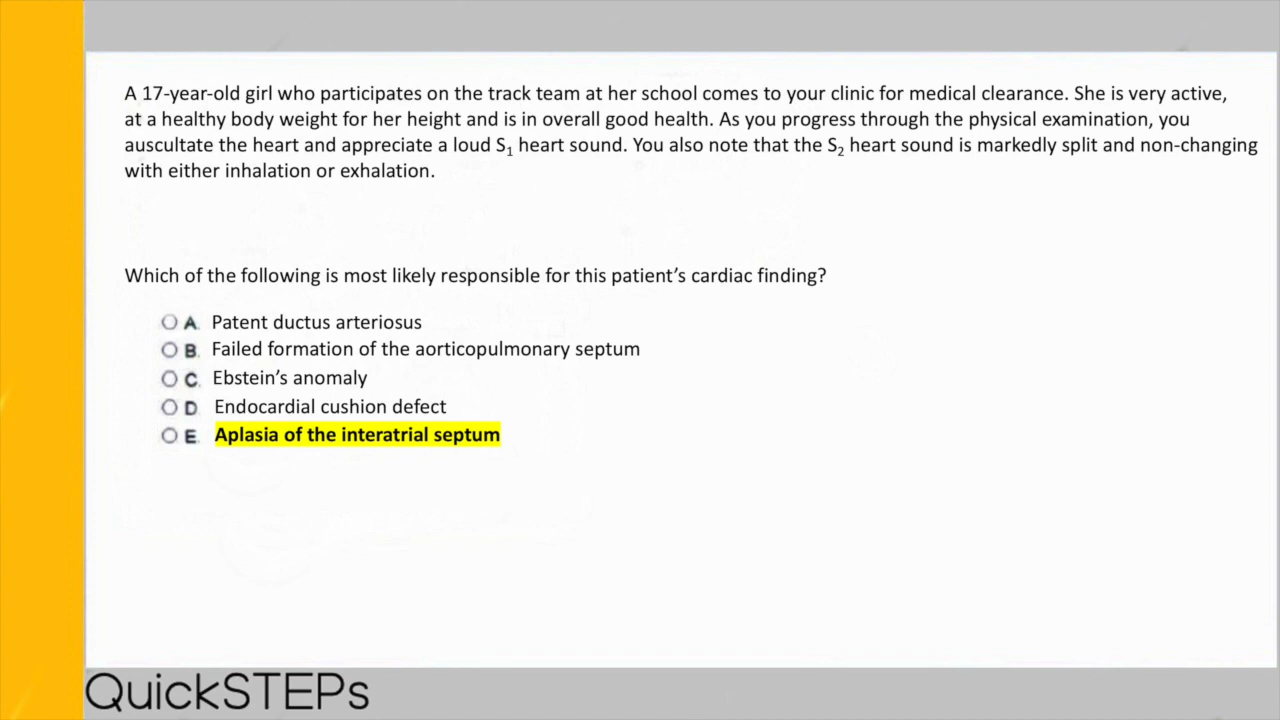 A 17-year-old girl who participates on the track team at her school comes to your clinic for medical clearance. She is very active,
at a healthy body weight for her height and is in overall good health. As you progress through the physical examination, you
auscultate the heart and appreciate a loud S₁ heart sound. You also note that the S₂ heart sound is markedly split and non-changing
with either inhalation or exhalation.
Which of the following is most likely responsible for this patient's cardiac finding?
A. Patent ductus arteriosus
B. Failed formation of the aorticopulmonary septum
C. Ebstein's anomaly
D. Endocardial cushion defect
E. Aplasia of the interatrial septum
QuickSTEPs